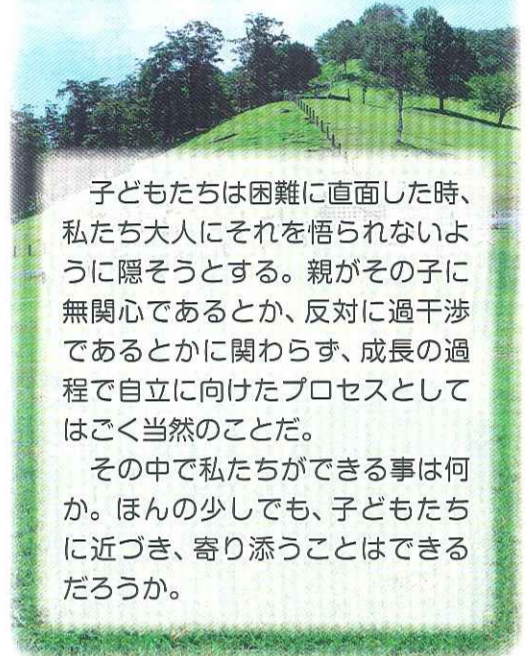 子どもたちは困難に直面した時、
私たち大人にそれを悟られないよ
うに隠そうとする。親がその子に
無関心であるとか、反対に過干渉
であるとかに関わらず、成長の過
程で自立に向けたプロセスとして
はごく当然のことだ。
　その中で私たちができる事は何
か。ほんの少しでも、子どもたち
に近づき、寄り添うことはできる
だろうか。